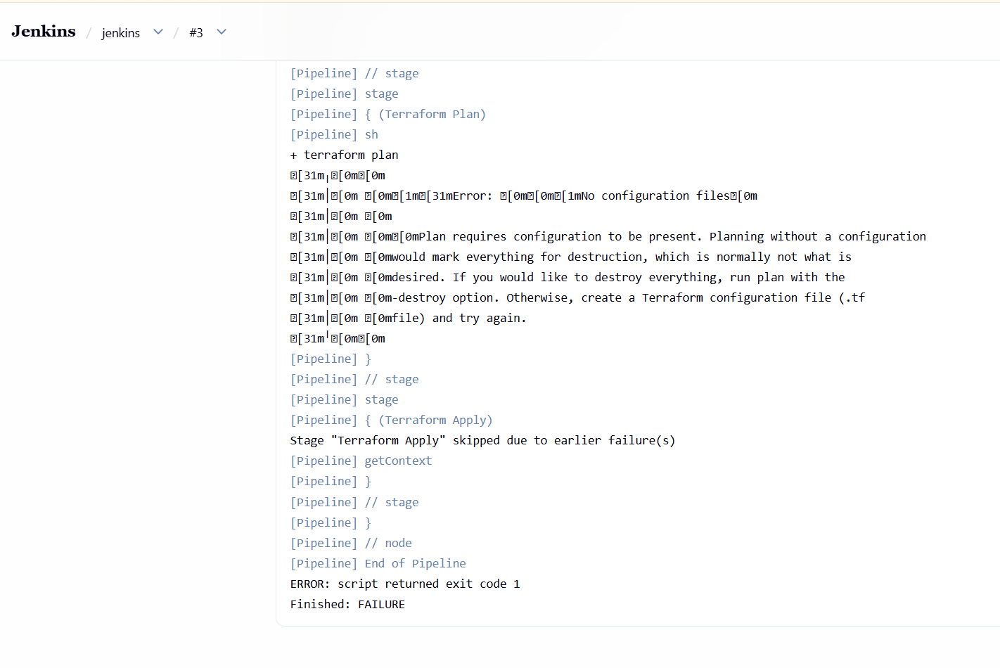 Jenkins / jenkins / #3
[Pipeline] // stage
[Pipeline] stage
[Pipeline] { (Terraform Plan)
[Pipeline] sh
+ terraform plan
␛[31m╷␛[0m␛[0m
␛[31m│␛[0m ␛[0m␛[1m␛[31mError: ␛[0m␛[0m␛[1mNo configuration files␛[0m
␛[31m│␛[0m ␛[0m
␛[31m│␛[0m ␛[0m␛[0mPlan requires configuration to be present. Planning without a configuration
␛[31m│␛[0m ␛[0mwould mark everything for destruction, which is normally not what is
␛[31m│␛[0m ␛[0mdesired. If you would like to destroy everything, run plan with the
␛[31m│␛[0m ␛[0m-destroy option. Otherwise, create a Terraform configuration file (.tf
␛[31m│␛[0m ␛[0mfile) and try again.
␛[31m╵␛[0m␛[0m
[Pipeline] }
[Pipeline] // stage
[Pipeline] stage
[Pipeline] { (Terraform Apply)
Stage "Terraform Apply" skipped due to earlier failure(s)
[Pipeline] getContext
[Pipeline] }
[Pipeline] // stage
[Pipeline] }
[Pipeline] // node
[Pipeline] End of Pipeline
ERROR: script returned exit code 1
Finished: FAILURE